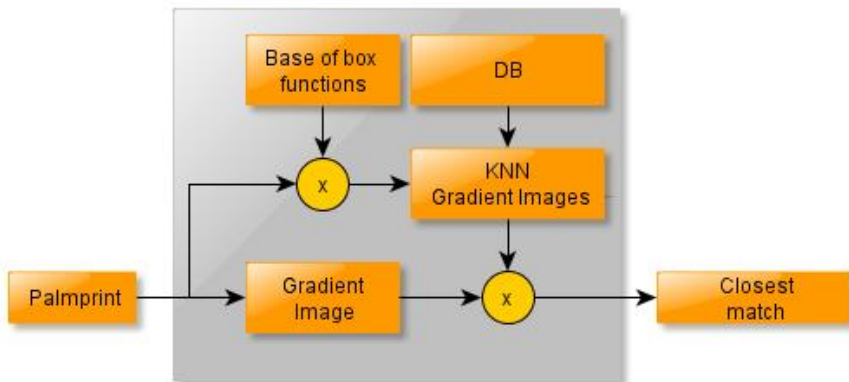 Base of box
functions
DB
x
KNN
Gradient Images
Palmprint
Gradient
Image
x
Closest
match